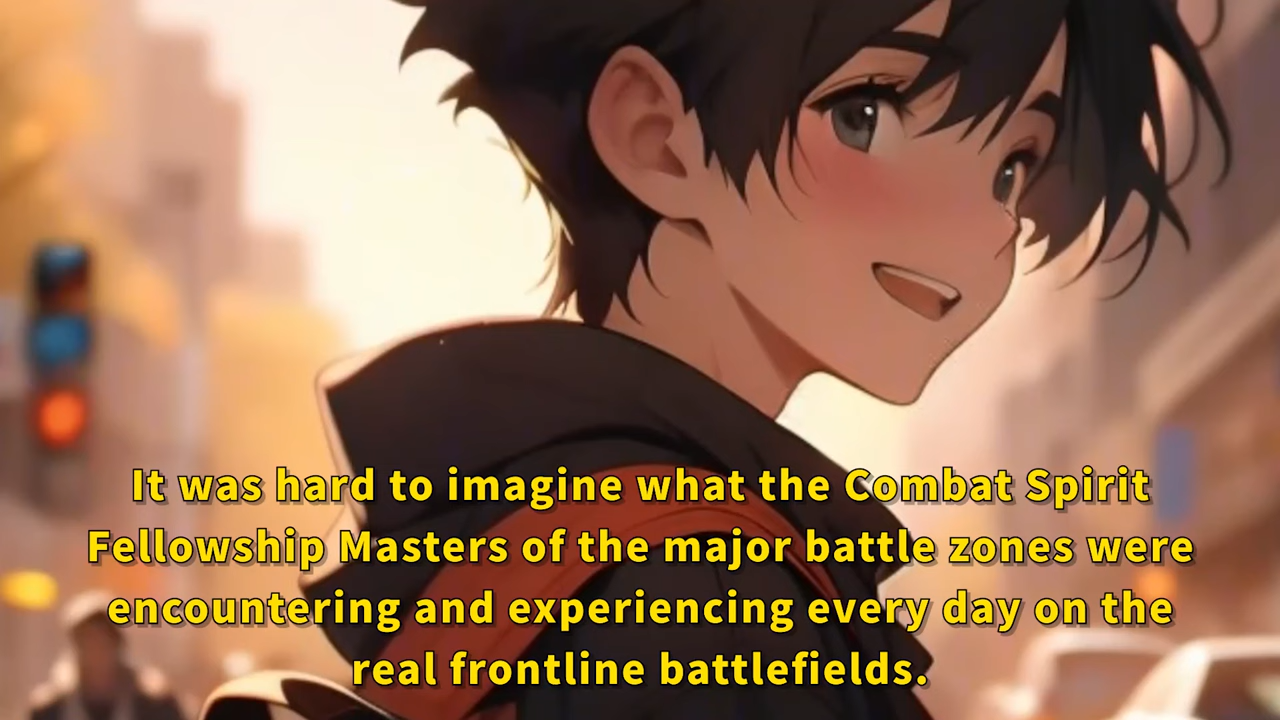 It was hard to imagine what the Combat Spirit
Fellowship Masters of the major battle zones were
encountering and experiencing every day on the
real frontline battlefields.